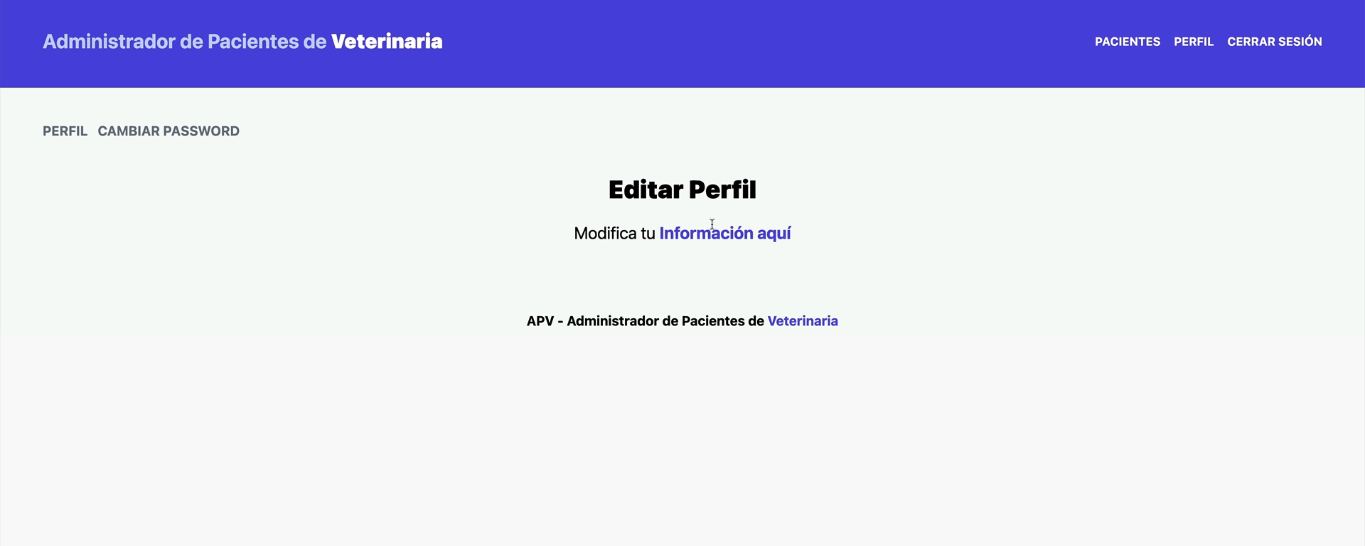 Administrador de Pacientes de Veterinaria
PACIENTES PERFIL CERRAR SESIÓN
PERFIL CAMBIAR PASSWORD
Editar Perfil
Modifica tu Información aquí
APV - Administrador de Pacientes de Veterinaria